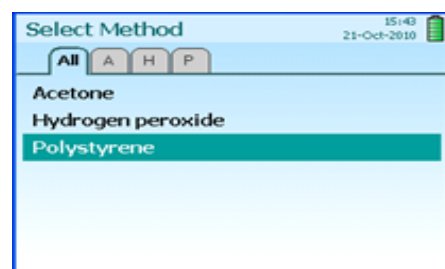 Select Method
15:43
21-Oct-2010
All A H P
Acetone
Hydrogen peroxide
Polystyrene